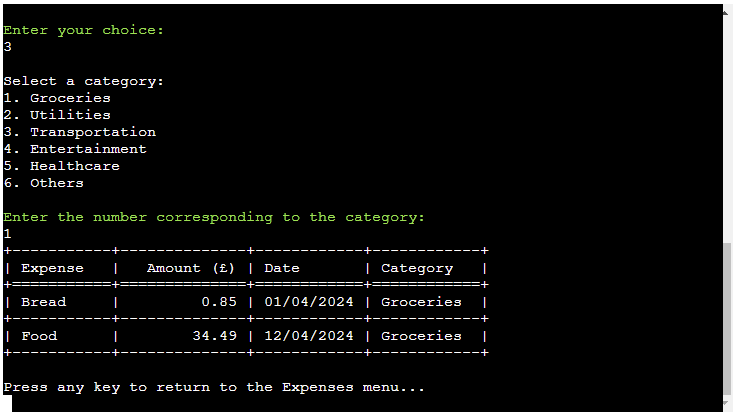 Enter your choice:
3
Select a category:
1. Groceries
2. Utilities
3. Transportation
4. Entertainment
5. Healthcare
6. Others
Enter the number corresponding to the category:
1
+-----------+--------------+------------+------------+
| Expense   |   Amount (£) | Date       | Category   |
+===========+==============+============+============+
| Bread     |         0.85 | 01/04/2024 | Groceries  |
+-----------+--------------+------------+------------+
| Food      |        34.49 | 12/04/2024 | Groceries  |
+-----------+--------------+------------+------------+
Press any key to return to the Expenses menu...